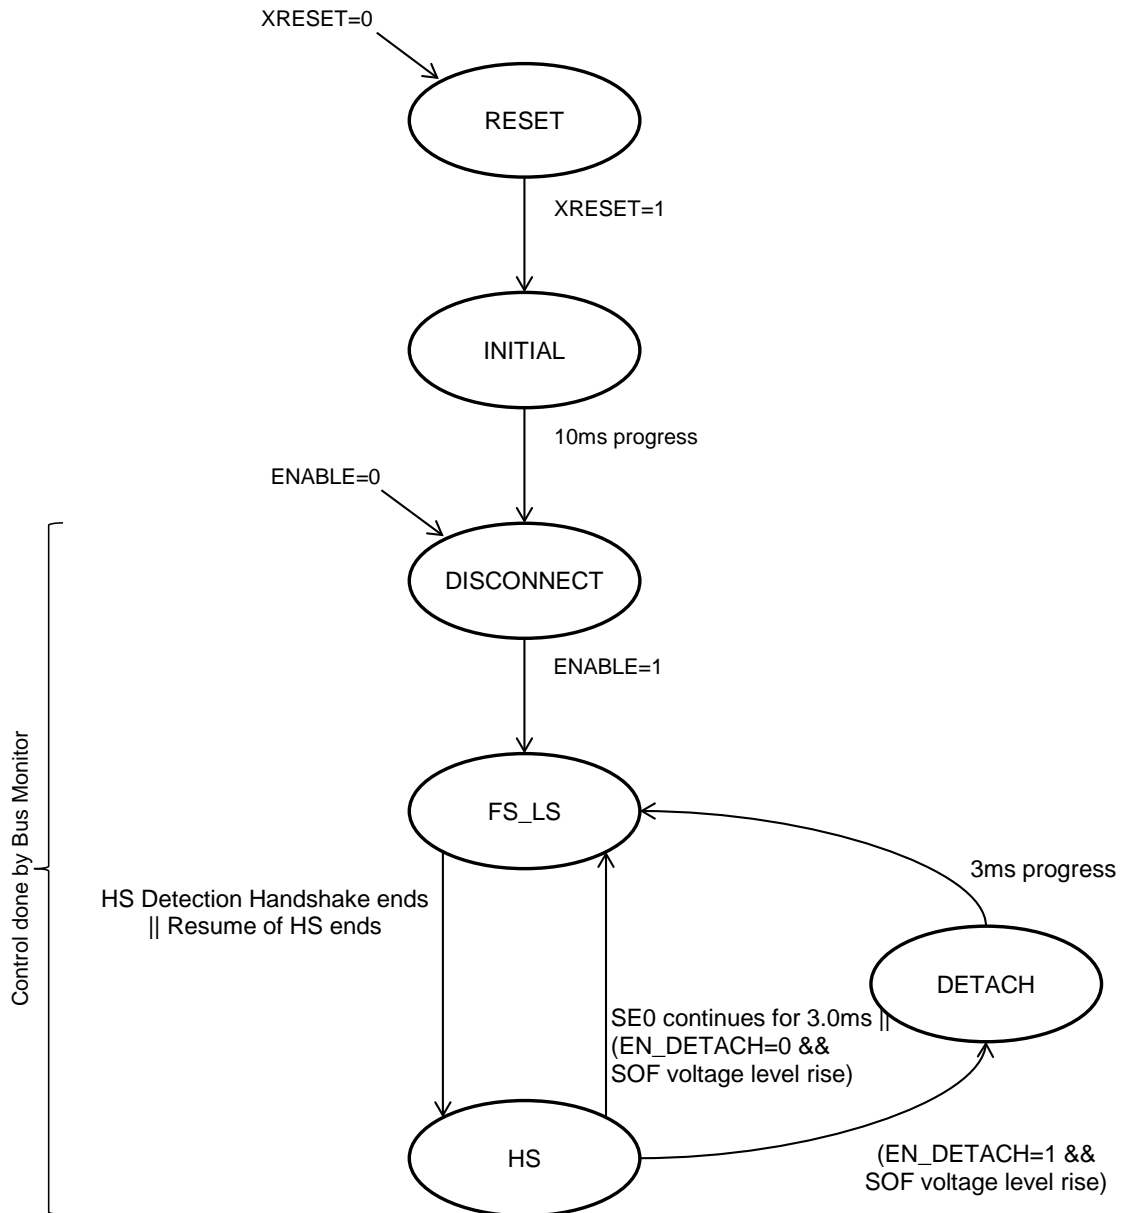 XRESET=0
RESET
XRESET=1
INITIAL
10ms progress
ENABLE=0
DISCONNECT
ENABLE=1
Control done by Bus Monitor
FS_LS
3ms progress
HS Detection Handshake ends
|| Resume of HS ends
DETACH
SE0 continues for 3.0ms ||
(EN_DETACH=0 &&
SOF voltage level rise)
HS
(EN_DETACH=1 &&
SOF voltage level rise)